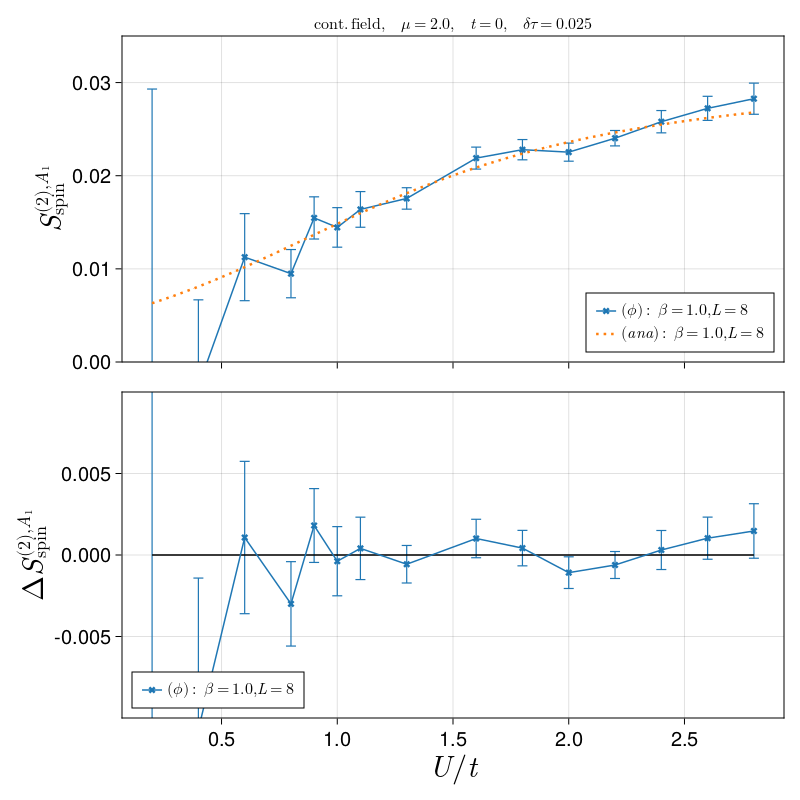 cont. field, μ = 2.0, t = 0, δτ = 0.025
S_spin^(2),A₁
0.03
0.02
0.01
0.00
(ϕ) : β = 1.0,L = 8
(ana) : β = 1.0,L = 8
ΔS_spin^(2),A₁
0.005
0.000
-0.005
(ϕ) : β = 1.0,L = 8
0.5 1.0 1.5 2.0 2.5
U/t